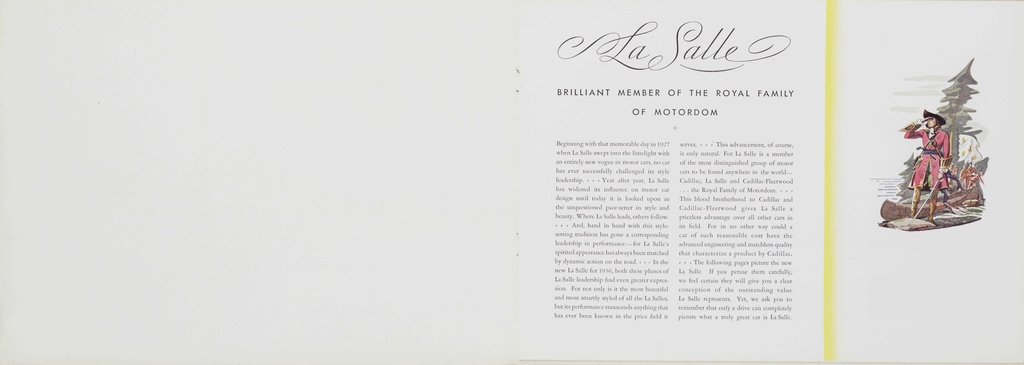 La Salle
BRILLIANT MEMBER OF THE ROYAL FAMILY
OF MOTORDOM
Beginning with that memorable day in 1927
when La Salle swept into the limelight with
an entirely new vogue in motor cars, no car
has ever successfully challenged its style
leadership. • • • Year after year, La Salle
has widened its influence on motor car
design until today it is looked upon as
the unquestioned pace-setter in style and
beauty. Where La Salle leads, others follow.
• • • And, hand in hand with this style-
setting tradition has gone a corresponding
leadership in performance—for La Salle's
spirited appearance has always been matched
by dynamic action on the road. • • • In the
new La Salle for 1936, both these phases of
La Salle leadership find even greater expres-
sion. For not only is it the most beautiful
and most smartly styled of all the La Salles,
but its performance transcends anything that
has ever been known in the price field it
serves. • • • This advancement, of course,
is only natural. For La Salle is a member
of the most distinguished group of motor
cars to be found anywhere in the world—
Cadillac, La Salle and Cadillac-Fleetwood
. . . the Royal Family of Motordom. • • •
This blood brotherhood to Cadillac and
Cadillac-Fleetwood gives La Salle a
priceless advantage over all other cars in
its field. For in no other way could a
car of such reasonable cost have the
advanced engineering and matchless quality
that characterize a product by Cadillac.
• • • The following pages picture the new
La Salle. If you peruse them carefully,
we feel certain they will give you a clear
conception of the outstanding value
La Salle represents. Yet, we ask you to
remember that only a drive can completely
picture what a truly great car is La Salle.